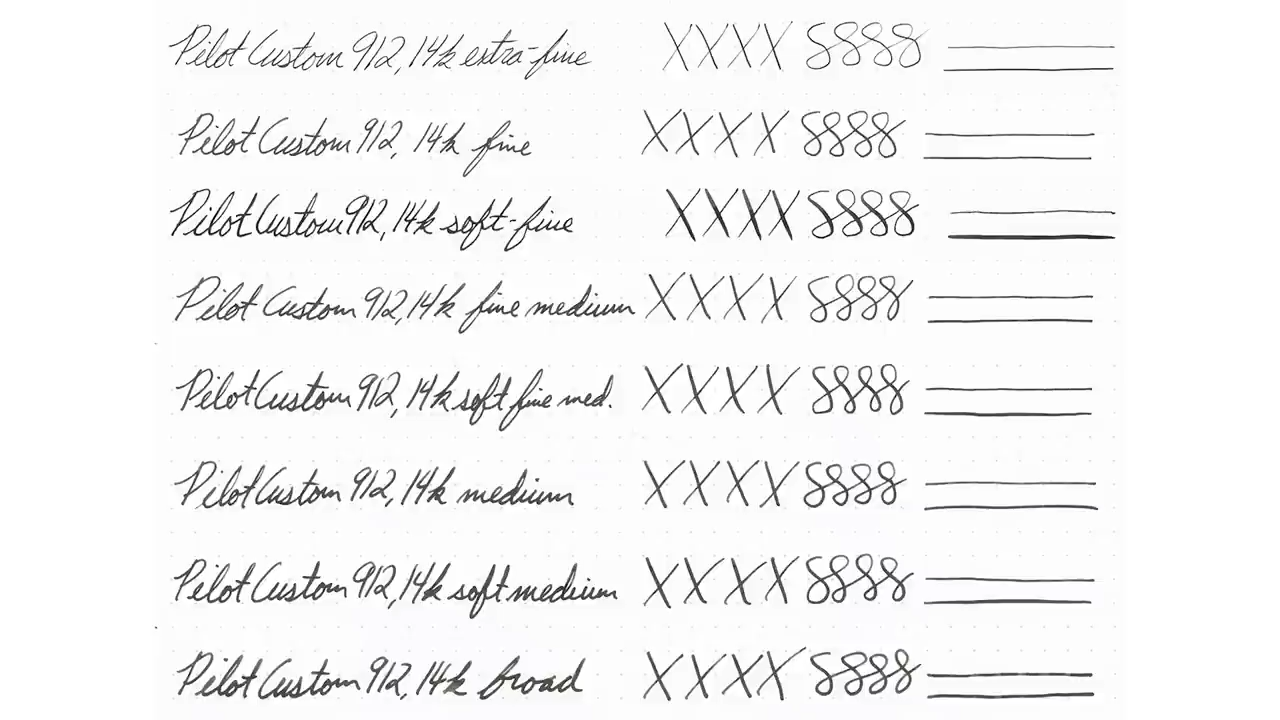 Pilot Custom 912, 14k extra-fine XXXX 8888
Pilot Custom 912, 14k fine XXXX 8888
Pilot Custom 912, 14k soft-fine XXXX 8888
Pilot Custom 912, 14k fine medium XXXX 8888
Pilot Custom 912, 14k soft fine med. XXXX 8888
Pilot Custom 912, 14k medium XXXX 8888
Pilot Custom 912, 14k soft medium XXXX 8888
Pilot Custom 912, 14k broad XXXX 8888